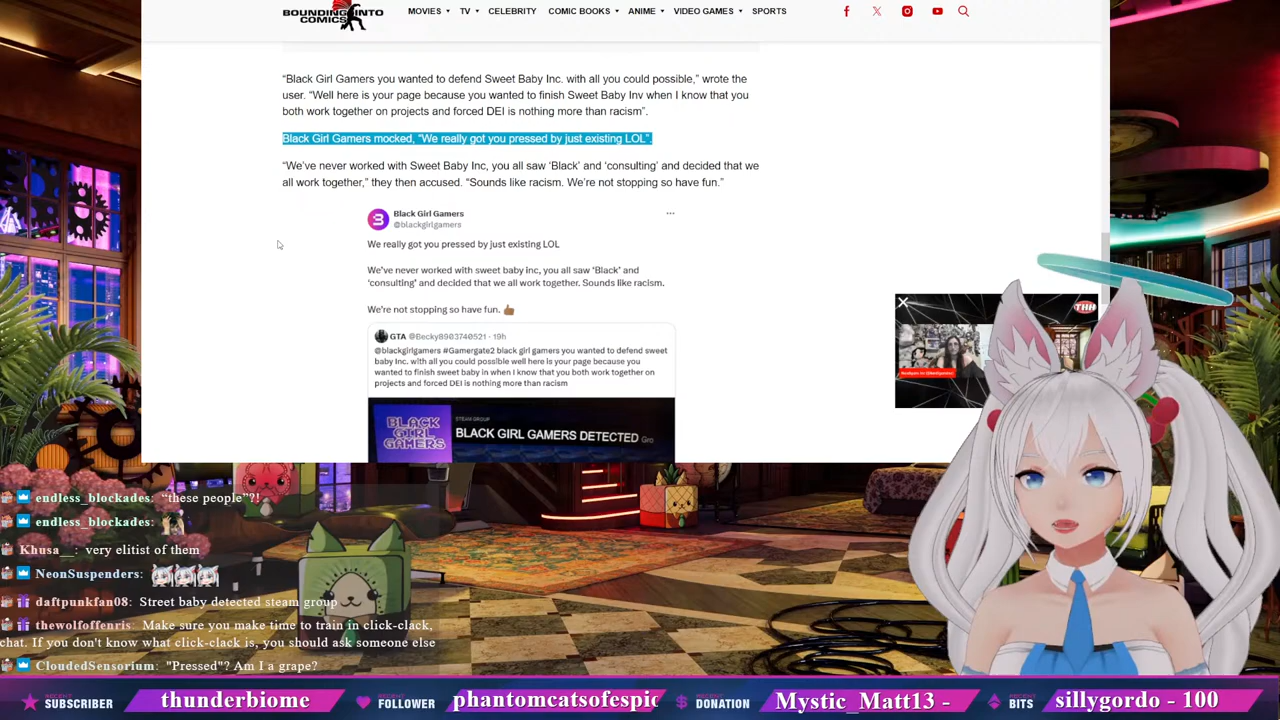 BOUNDING INTO
COMICS
MOVIES TV CELEBRITY COMIC BOOKS ANIME VIDEO GAMES SPORTS
“Black Girl Gamers you wanted to defend Sweet Baby Inc. with all you could possible,” wrote the
user. “Well here is your page because you wanted to finish Sweet Baby Inv when I know that you
both work together on projects and forced DEI is nothing more than racism”.
Black Girl Gamers mocked, “We really got you pressed by just existing LOL”.
“We’ve never worked with Sweet Baby Inc, you all saw ‘Black’ and ‘consulting’ and decided that we
all work together,” they then accused. “Sounds like racism. We’re not stopping so have fun.”
Black Girl Gamers
@blackgirlgamers
We really got you pressed by just existing LOL
We've never worked with sweet baby inc, you all saw ‘Black’ and
‘consulting’ and decided that we all work together. Sounds like racism.
We're not stopping so have fun.
GTA @Becky8903740521 · 19h
@blackgirlgamers #Gamergate2 black girl gamers you wanted to defend sweet
baby Inc. with all you could possible well here is your page because you
wanted to finish sweet baby in when I know that you both work together on
projects and forced DEI is nothing more than racism
BLACK
GIRL
GAMERS
STEAM GROUP
BLACK GIRL GAMERS DETECTED Gro
THH
endless_blockades: “these people”?!
endless_blockades:
Khusa__: very elitist of them
NeonSuspenders:
daftpunkfan08: Street baby detected steam group
thewolfoffenris: Make sure you make time to train in click-clack,
chat. If you don't know what click-clack is, you should ask someone else
CloudedSensorium: "Pressed"? Am I a grape?
RECENT
SUBSCRIBER
thunderbiome
RECENT
FOLLOWER
phantomcatsofespio
RECENT
DONATION
Mystic_Matt13 -
RECENT
BITS
sillygordo - 100